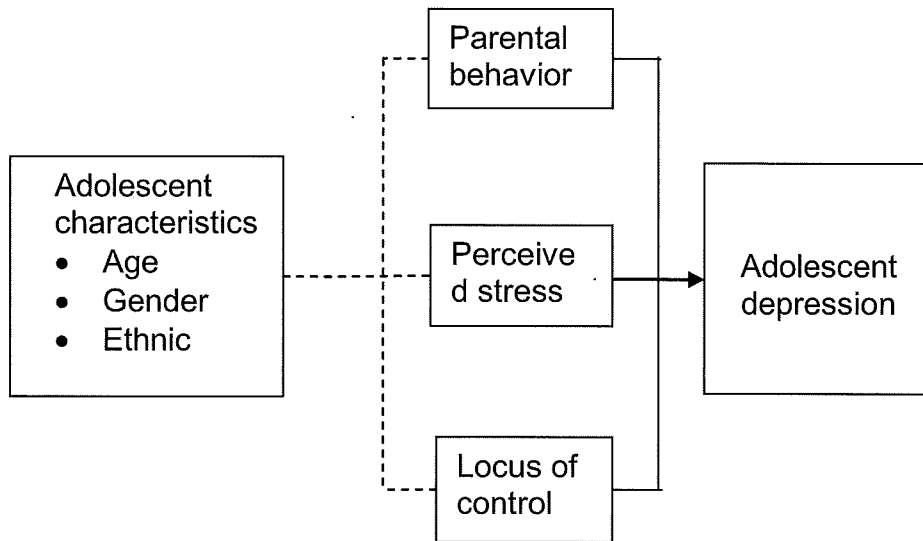 Parental
behavior
Adolescent
characteristics
• Age
• Gender
• Ethnic
Perceive
d stress
Adolescent
depression
Locus of
control